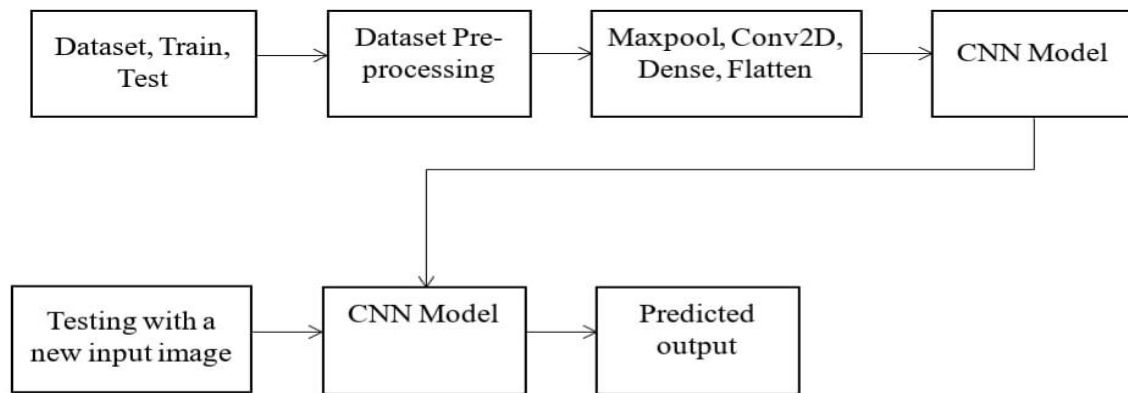 Dataset, Train,
Test
Dataset Pre-
processing
Maxpool, Conv2D,
Dense, Flatten
CNN Model
Testing with a
new input image
CNN Model
Predicted
output